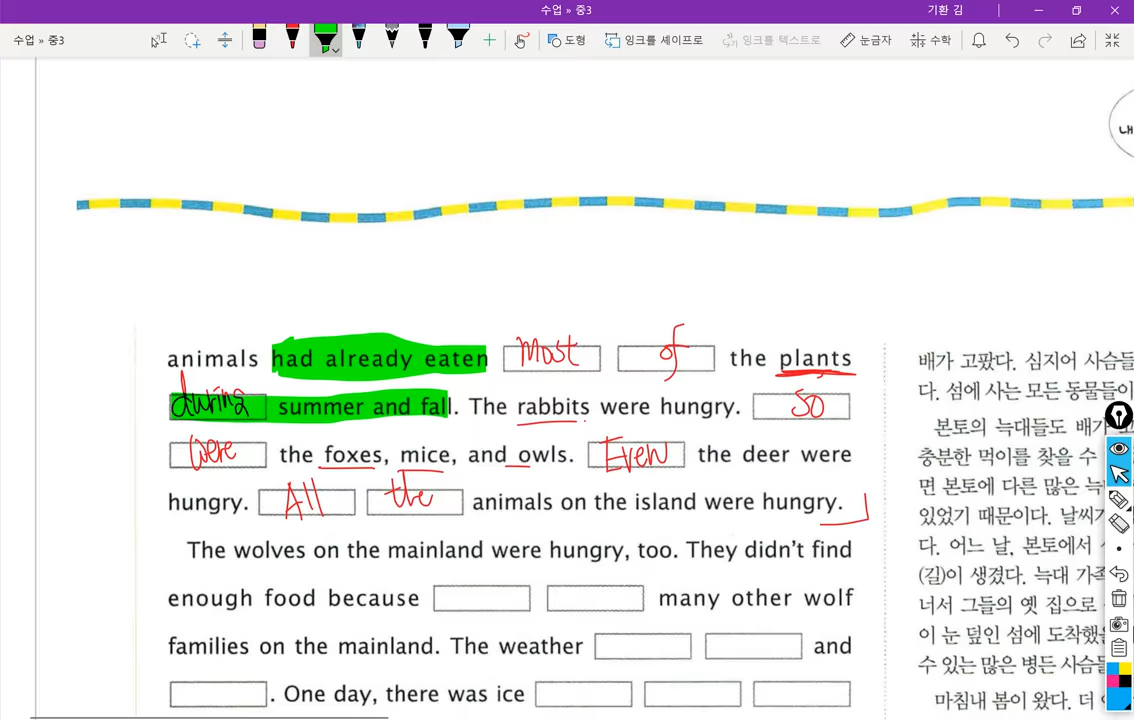 수업 » 중3
기환 김
수업 » 중3
도형
잉크를 셰이프로
잉크를 텍스트로
눈금자
수학
내
animals had already eaten Most of the plants
during summer and fall. The rabbits were hungry. So
were the foxes, mice, and owls. Even the deer were
hungry. All the animals on the island were hungry.
The wolves on the mainland were hungry, too. They didn't find
enough food because many other wolf
families on the mainland. The weather and
. One day, there was ice
배가 고팠다. 심지어 사슴들
다. 섬에 사는 모든 동물들이
본토의 늑대들도 배가
충분한 먹이를 찾을 수
면 본토에 다른 많은 늑
있었기 때문이다. 날씨가
다. 어느 날, 본토에서
(길)이 생겼다. 늑대 가족
너서 그들의 옛 집으로
이 눈 덮인 섬에 도착했을
수 있는 많은 병든 사슴들
마침내 봄이 왔다. 더